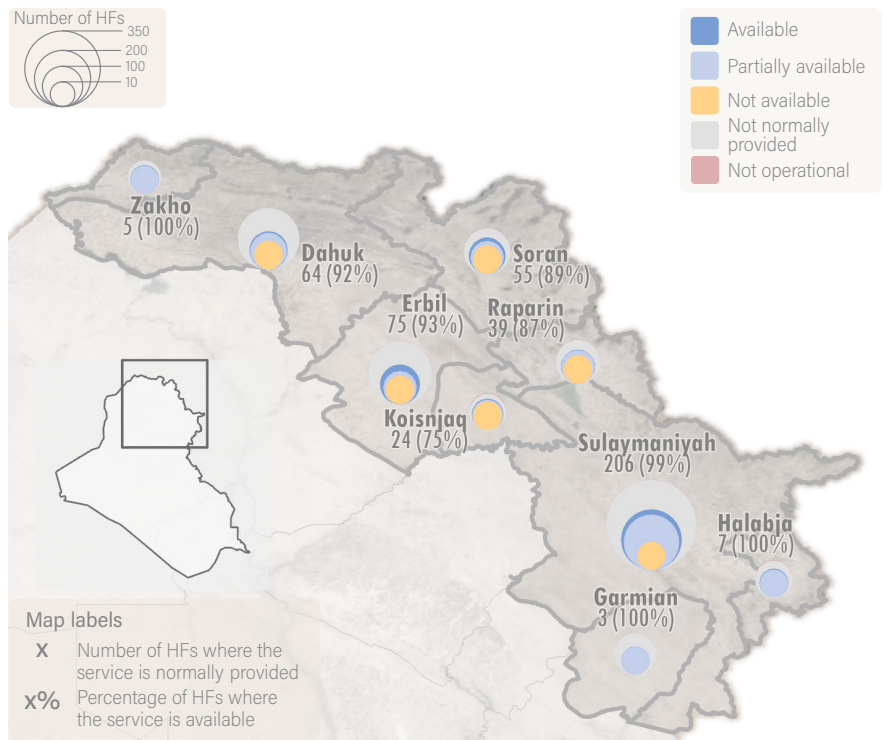 Number of HFs
350
200
100
10
Available
Partially available
Not available
Not normally
provided
Not operational
Zakho
5 (100%)
Dahuk
64 (92%)
Soran
55 (89%)
Erbil
75 (93%)
Raparin
39 (87%)
Koisnjaq
24 (75%)
Sulaymaniyah
206 (99%)
Halabja
7 (100%)
Garmian
3 (100%)
Map labels
X Number of HFs where the
service is normally provided
x% Percentage of HFs where
the service is available